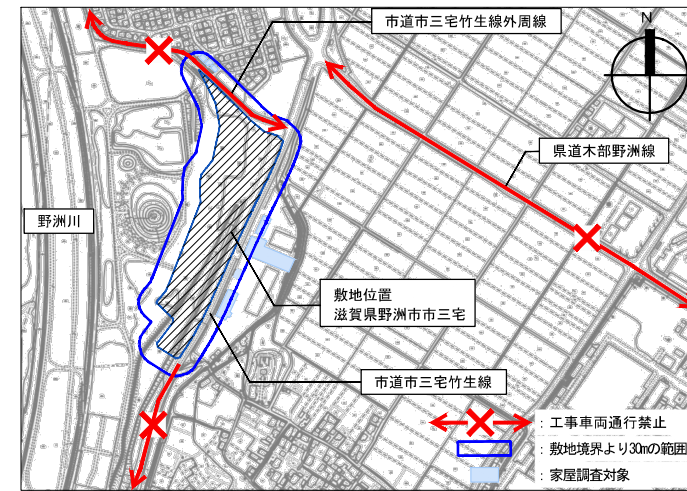 市道市三宅竹生線外周線
N
県道木部野洲線
野洲川
敷地位置
滋賀県野洲市市三宅
市道市三宅竹生線
：工事車両通行禁止
：敷地境界より30mの範囲
：家屋調査対象